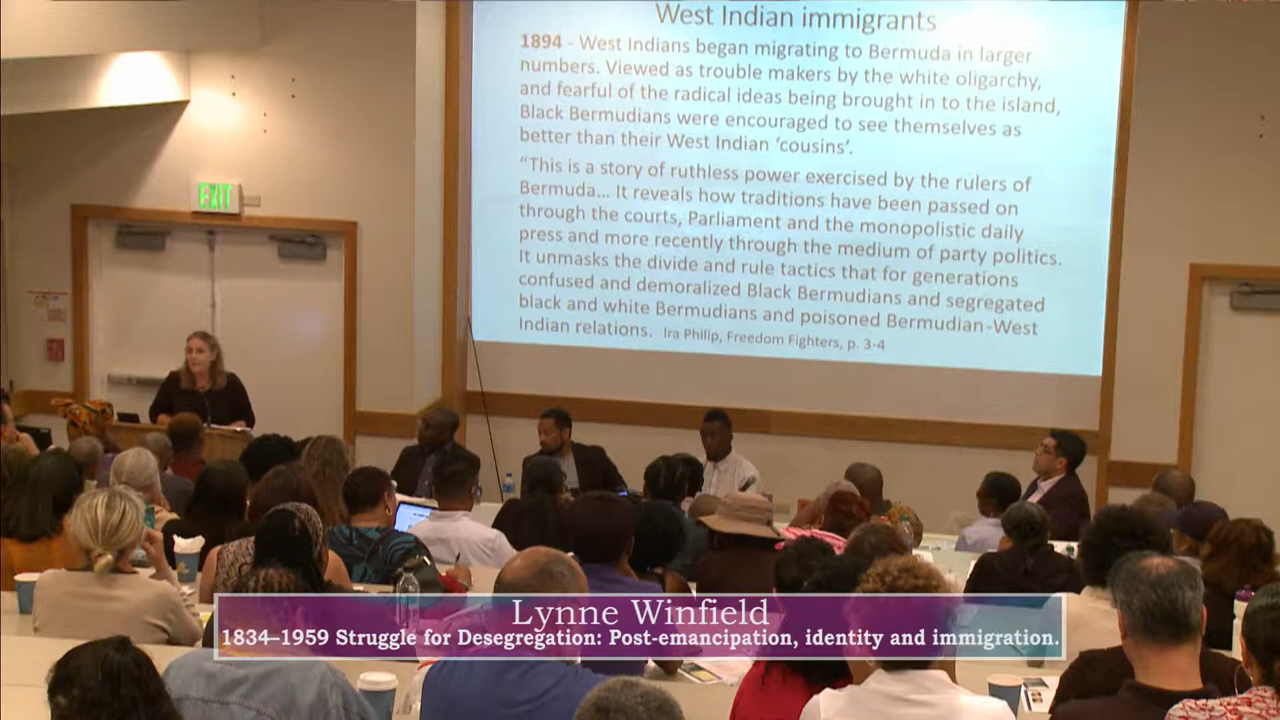 West Indian immigrants
1894 - West Indians began migrating to Bermuda in larger
numbers. Viewed as trouble makers by the white oligarchy,
and fearful of the radical ideas being brought in to the island,
Black Bermudians were encouraged to see themselves as
better than their West Indian ‘cousins’.
“This is a story of ruthless power exercised by the rulers of
Bermuda... It reveals how traditions have been passed on
through the courts, Parliament and the monopolistic daily
press and more recently through the medium of party politics.
It unmasks the divide and rule tactics that for generations
confused and demoralized Black Bermudians and segregated
black and white Bermudians and poisoned Bermudian-West
Indian relations. Ira Philip, Freedom Fighters, p. 3-4
EXIT
Lynne Winfield
1834–1959 Struggle for Desegregation: Post-emancipation, identity and immigration.